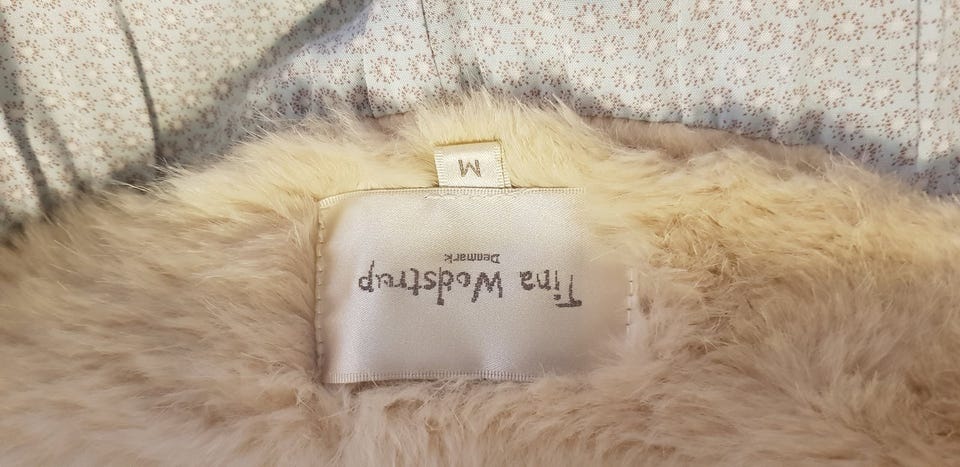 Tina Wodstrup
Denmark
M